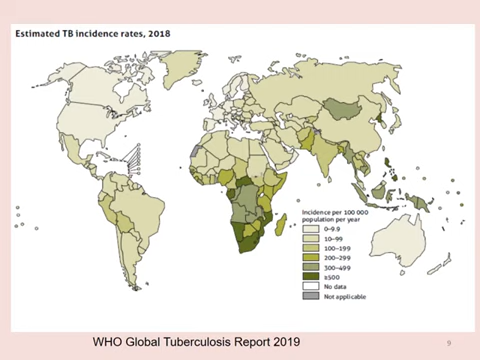 Estimated TB incidence rates, 2018
Incidence per 100 000
population per year
0–9.9
10–99
100–199
200–299
300–499
≥500
No data
Not applicable
WHO Global Tuberculosis Report 2019
9